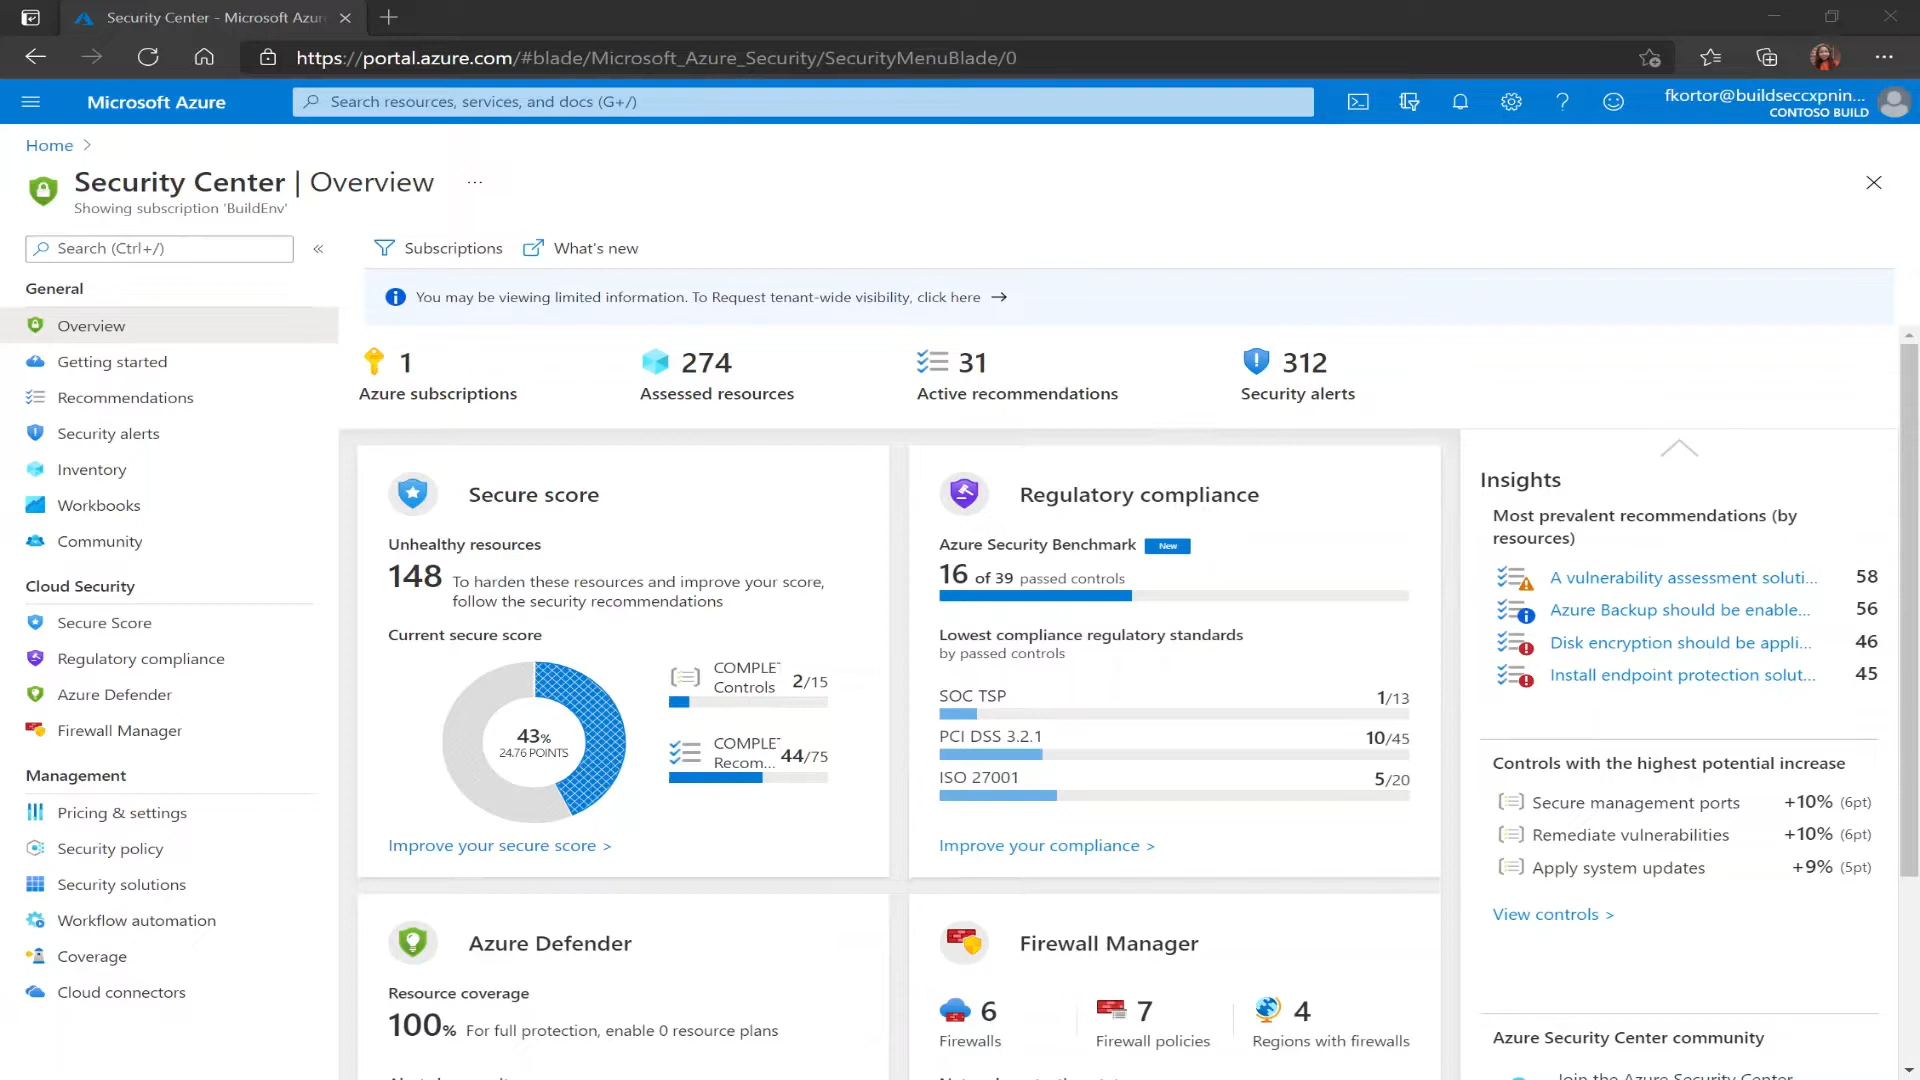 Security Center - Microsoft Azur
https://portal.azure.com/#blade/Microsoft_Azure_Security/SecurityMenuBlade/0
Microsoft Azure
Search resources, services, and docs (G+/)
fkortor@buildseccxpnin...
CONTOSO BUILD
Home
Security Center | Overview ...
Showing subscription 'BuildEnv'
Search (Ctrl+/)
«
Subscriptions
What's new
You may be viewing limited information. To Request tenant-wide visibility, click here →
General
Overview
Getting started
Recommendations
Security alerts
Inventory
Workbooks
Community
Cloud Security
Secure Score
Regulatory compliance
Azure Defender
Firewall Manager
Management
Pricing & settings
Security policy
Security solutions
Workflow automation
Coverage
Cloud connectors
1
Azure subscriptions
274
Assessed resources
31
Active recommendations
312
Security alerts
Secure score
Unhealthy resources
148 To harden these resources and improve your score,
follow the security recommendations
Current secure score
43%
24.76 POINTS
COMPLET
Controls 2/15
COMPLET
Recom... 44/75
Improve your secure score >
Regulatory compliance
Azure Security Benchmark New
16 of 39 passed controls
Lowest compliance regulatory standards
by passed controls
SOC TSP 1/13
PCI DSS 3.2.1 10/45
ISO 27001 5/20
Improve your compliance >
Azure Defender
Resource coverage
100% For full protection, enable 0 resource plans
Firewall Manager
6
Firewalls
7
Firewall policies
4
Regions with firewalls
Insights
Most prevalent recommendations (by
resources)
A vulnerability assessment soluti... 58
Azure Backup should be enable... 56
Disk encryption should be appli... 46
Install endpoint protection solut... 45
Controls with the highest potential increase
Secure management ports +10% (6pt)
Remediate vulnerabilities +10% (6pt)
Apply system updates +9% (5pt)
View controls >
Azure Security Center community
Join the Azure Security Center